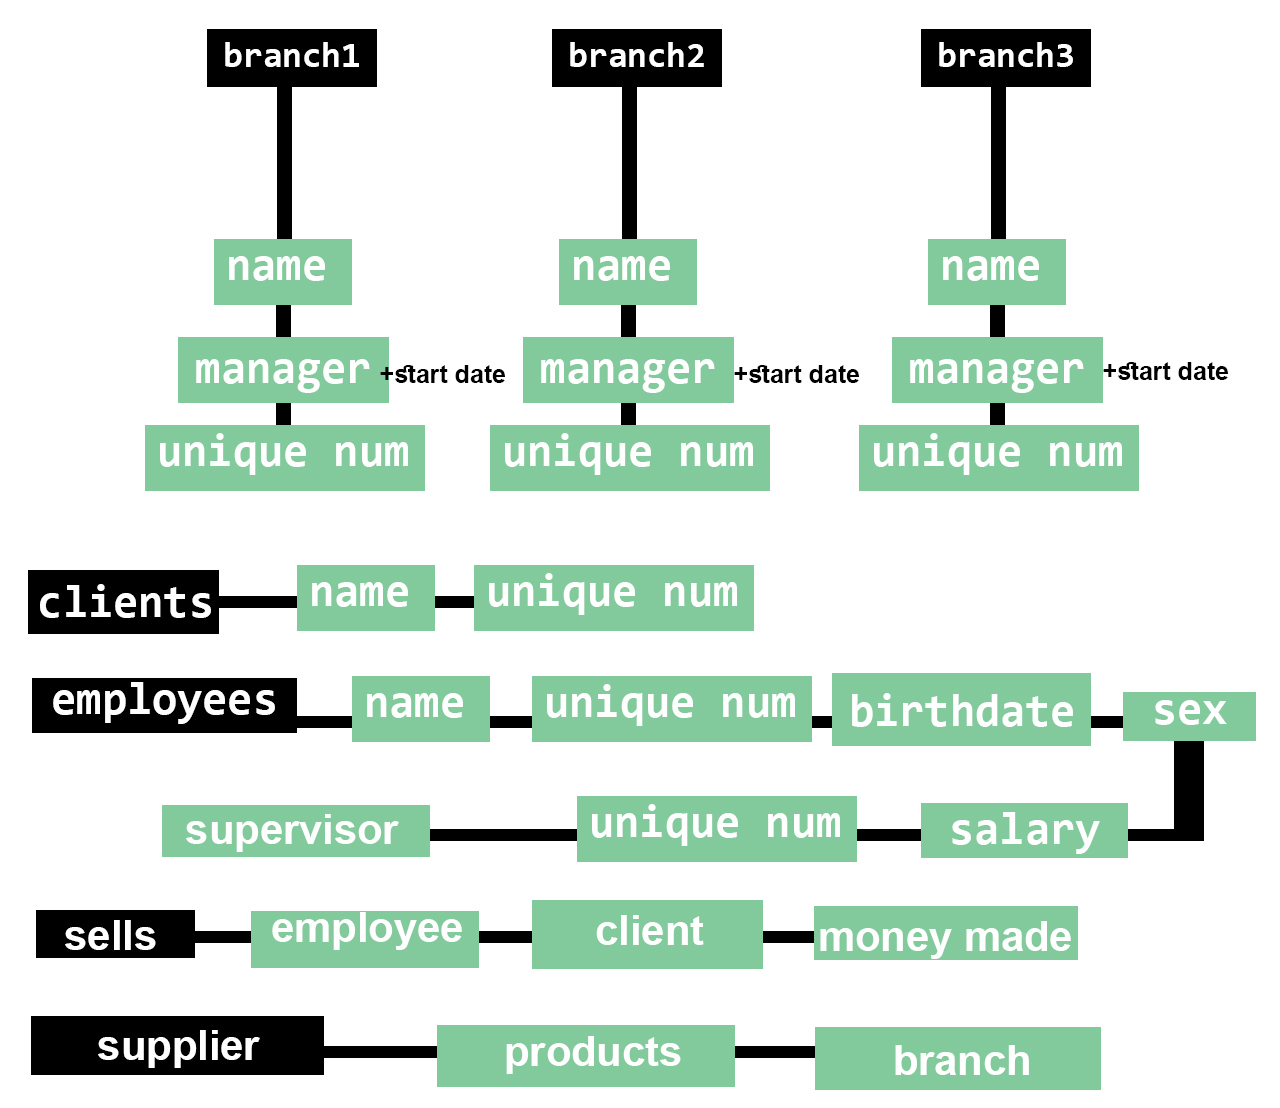 branch1 branch2 branch3
name name name
manager +start date manager +start date manager +start date
unique num unique num unique num
clients name unique num
employees name unique num birthdate sex
supervisor unique num salary
sells employee client money made
supplier products branch